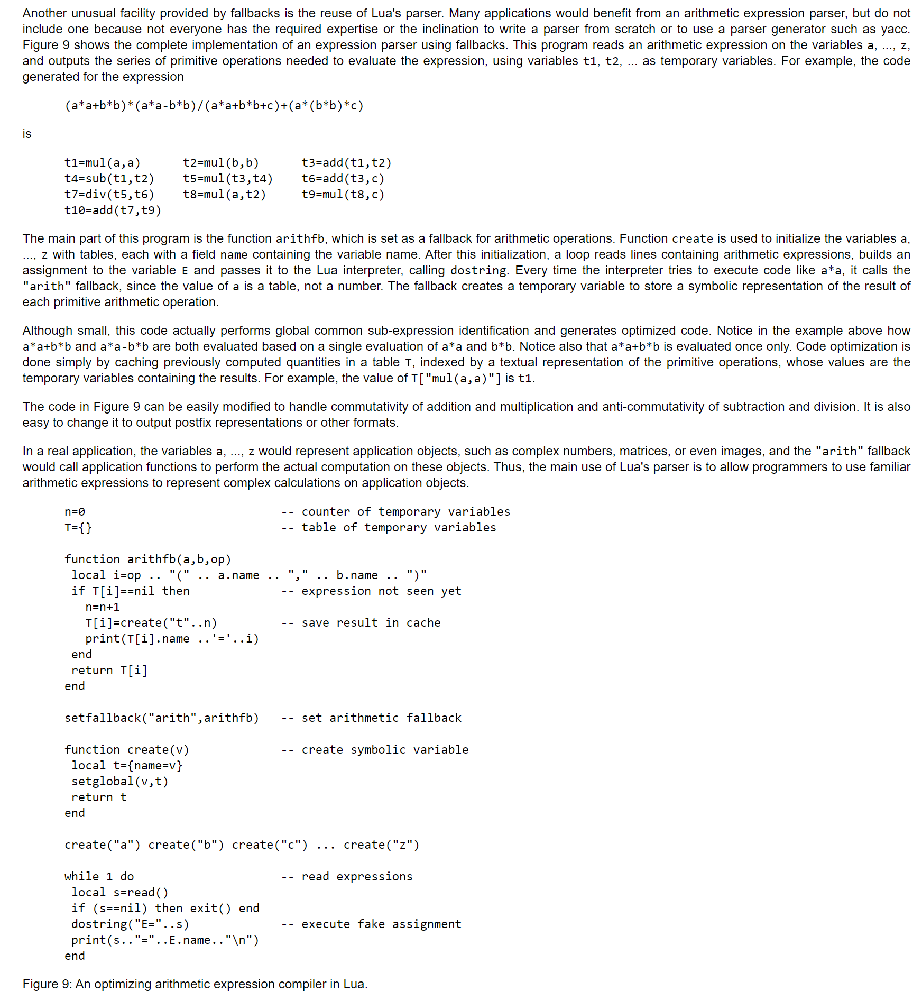 Another unusual facility provided by fallbacks is the reuse of Lua's parser. Many applications would benefit from an arithmetic expression parser, but do not
include one because not everyone has the required expertise or the inclination to write a parser from scratch or to use a parser generator such as yacc.
Figure 9 shows the complete implementation of an expression parser using fallbacks. This program reads an arithmetic expression on the variables a, ..., z,
and outputs the series of primitive operations needed to evaluate the expression, using variables t1, t2, ... as temporary variables. For example, the code
generated for the expression
(a*a+b*b)*(a*a-b*b)/(a*a+b*b+c)+(a*(b*b)*c)
is
t1=mul(a,a)      t2=mul(b,b)      t3=add(t1,t2)
t4=sub(t1,t2)    t5=mul(t3,t4)    t6=add(t3,c)
t7=div(t5,t6)    t8=mul(a,t2)     t9=mul(t8,c)
t10=add(t7,t9)
The main part of this program is the function arithfb, which is set as a fallback for arithmetic operations. Function create is used to initialize the variables a,
..., z with tables, each with a field name containing the variable name. After this initialization, a loop reads lines containing arithmetic expressions, builds an
assignment to the variable E and passes it to the Lua interpreter, calling dostring. Every time the interpreter tries to execute code like a*a, it calls the
"arith" fallback, since the value of a is a table, not a number. The fallback creates a temporary variable to store a symbolic representation of the result of
each primitive arithmetic operation.
Although small, this code actually performs global common sub-expression identification and generates optimized code. Notice in the example above how
a*a+b*b and a*a-b*b are both evaluated based on a single evaluation of a*a and b*b. Notice also that a*a+b*b is evaluated once only. Code optimization is
done simply by caching previously computed quantities in a table T, indexed by a textual representation of the primitive operations, whose values are the
temporary variables containing the results. For example, the value of T["mul(a,a)"] is t1.
The code in Figure 9 can be easily modified to handle commutativity of addition and multiplication and anti-commutativity of subtraction and division. It is also
easy to change it to output postfix representations or other formats.
In a real application, the variables a, ..., z would represent application objects, such as complex numbers, matrices, or even images, and the "arith" fallback
would call application functions to perform the actual computation on these objects. Thus, the main use of Lua's parser is to allow programmers to use familiar
arithmetic expressions to represent complex calculations on application objects.
n=0                            -- counter of temporary variables
T={}                           -- table of temporary variables
function arithfb(a,b,op)
 local i=op .. "(" .. a.name .. "," .. b.name .. ")"
 if T[i]==nil then             -- expression not seen yet
   n=n+1
   T[i]=create("t"..n)         -- save result in cache
   print(T[i].name ..'='..i)
 end
 return T[i]
end
setfallback("arith",arithfb)   -- set arithmetic fallback
function create(v)             -- create symbolic variable
 local t={name=v}
 setglobal(v,t)
 return t
end
create("a") create("b") create("c") ... create("z")
while 1 do                     -- read expressions
 local s=read()
 if (s==nil) then exit() end
 dostring("E="..s)             -- execute fake assignment
 print(s.."="..E.name.."\n")
end
Figure 9: An optimizing arithmetic expression compiler in Lua.